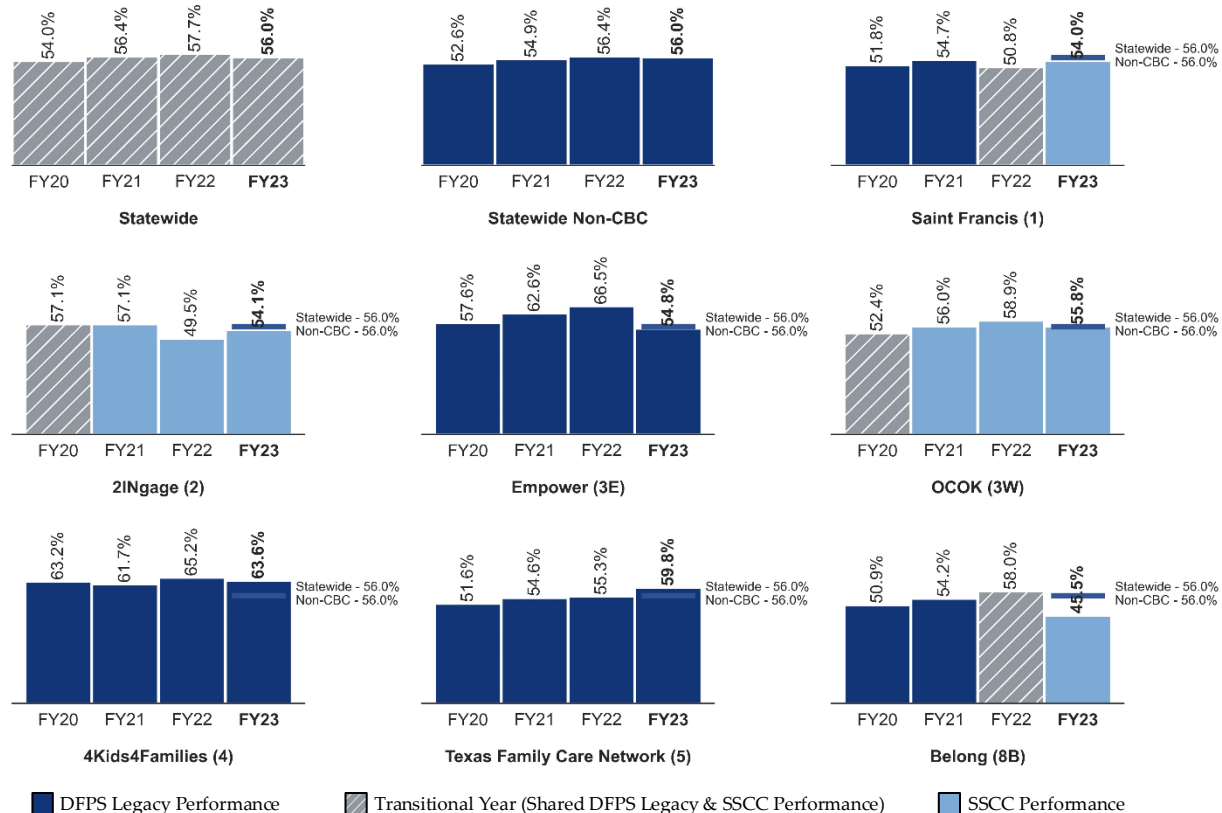 54.0%
56.4%
57.7%
56.0%
FY20 FY21 FY22 FY23
Statewide
52.6%
54.9%
56.4%
56.0%
FY20 FY21 FY22 FY23
Statewide Non-CBC
51.8%
54.7%
50.8%
54.0%
Statewide - 56.0%
Non-CBC - 56.0%
FY20 FY21 FY22 FY23
Saint Francis (1)
57.1%
57.1%
49.5%
54.1%
Statewide - 56.0%
Non-CBC - 56.0%
FY20 FY21 FY22 FY23
2INgage (2)
57.6%
62.6%
66.5%
54.8%
Statewide - 56.0%
Non-CBC - 56.0%
FY20 FY21 FY22 FY23
Empower (3E)
52.4%
56.0%
58.9%
55.8%
Statewide - 56.0%
Non-CBC - 56.0%
FY20 FY21 FY22 FY23
OCOK (3W)
63.2%
61.7%
65.2%
63.6%
Statewide - 56.0%
Non-CBC - 56.0%
FY20 FY21 FY22 FY23
4Kids4Families (4)
51.6%
54.6%
55.3%
59.8%
Statewide - 56.0%
Non-CBC - 56.0%
FY20 FY21 FY22 FY23
Texas Family Care Network (5)
50.9%
54.2%
58.0%
45.5%
Statewide - 56.0%
Non-CBC - 56.0%
FY20 FY21 FY22 FY23
Belong (8B)
DFPS Legacy Performance
Transitional Year (Shared DFPS Legacy & SSCC Performance)
SSCC Performance